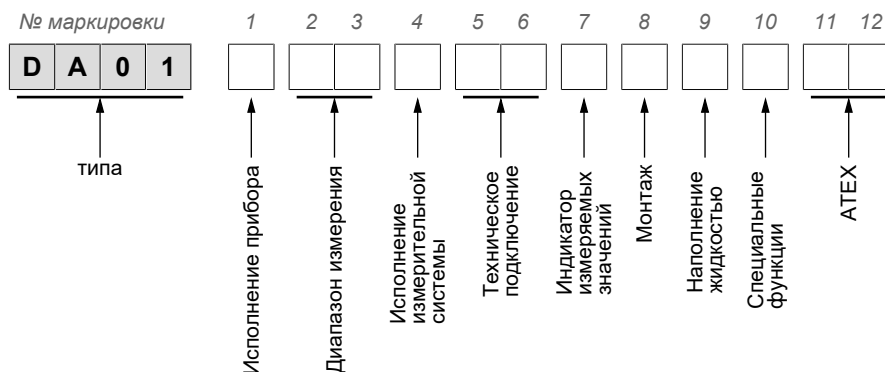 № маркировки 1 2 3 4 5 6 7 8 9 10 11 12
D A 0 1
типа
Исполнение прибора
Диапазон измерения
Исполнение
измерительной
системы
Техническое
подключение
Индикатор
измеряемых
значений
Монтаж
Наполнение
жидкостью
Специальные
функции
ATEX